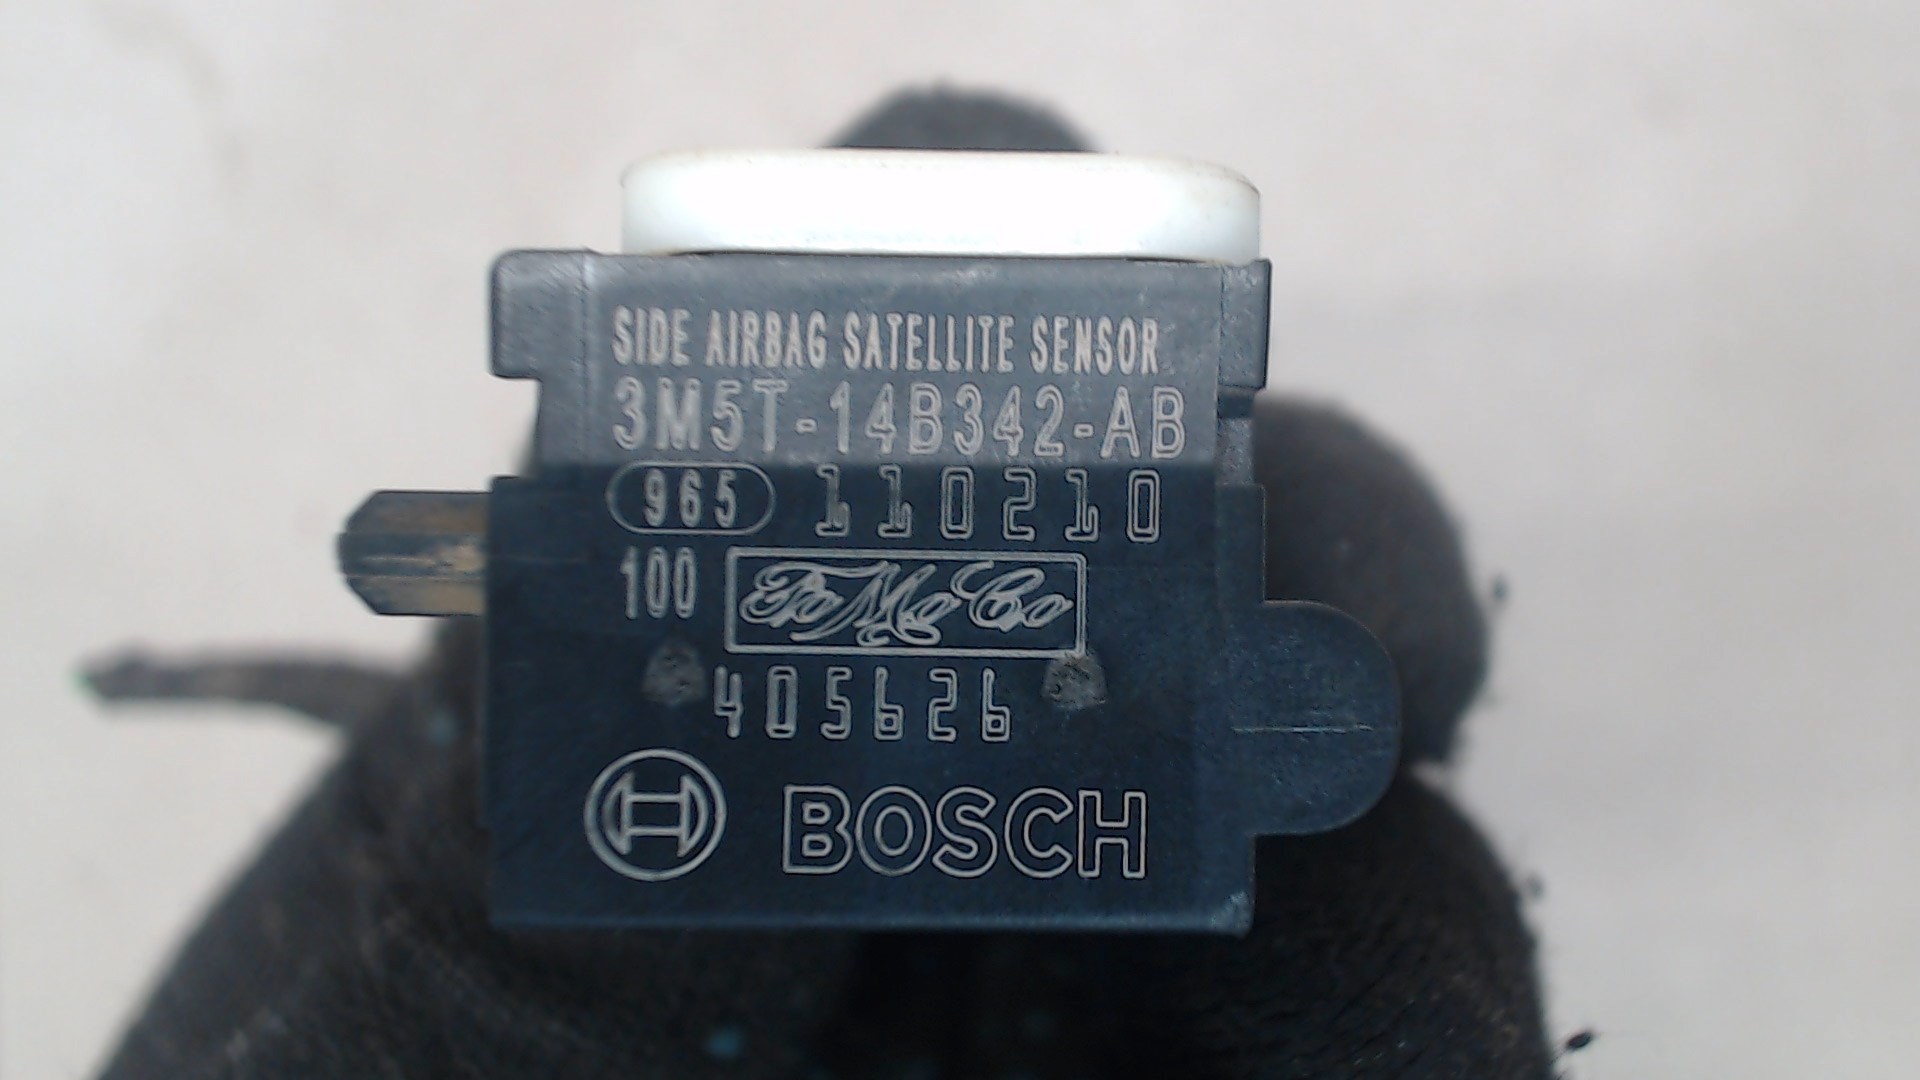 SIDE AIRBAG SATELLITE SENSOR
3M5T-14B342-AB
965 110210
100 FoMoCo
405626
BOSCH